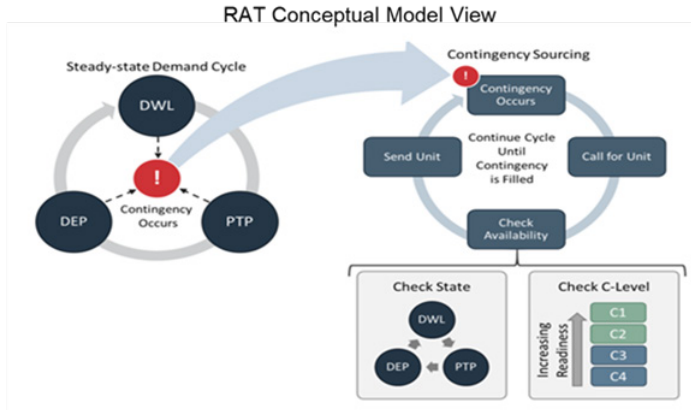 RAT Conceptual Model View
Steady-state Demand Cycle
DWL
!
Contingency
Occurs
DEP
PTP
Contingency Sourcing
!
Contingency
Occurs
Send Unit
Continue Cycle
Until
Contingency
is Filled
Call for Unit
Check
Availability
Check State
DWL
DEP
PTP
Check C-Level
Increasing
Readiness
C1
C2
C3
C4